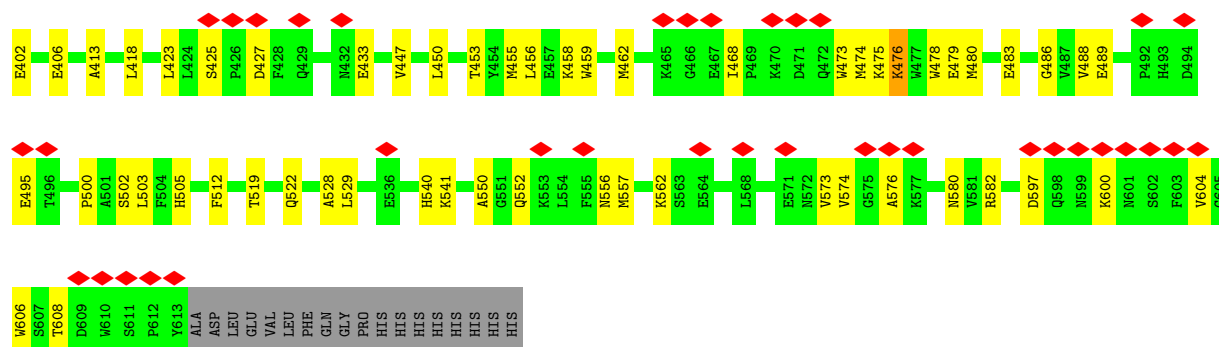 E402 E406 A413 L418 L423 L424 S425 P426 D427 F428 Q429 N432 E433 V447 L450 T453 Y454 M455 L456 E457 K458 W459 M462 K465 G466 E467 I468 P469 K470 D471 Q472 W473 M474 K475 K476 W477 W478 E479 M480 E483 G486 V487 V488 E489 P492 H493 D494
E495 T496 P500 A501 S502 L503 F504 H505 F512 T519 Q522 A528 L529 E536 H540 K541 A550 G551 Q552 K553 L554 F555 N556 M557 K562 S563 E564 L568 E571 N572 V573 V574 G575 A576 K577 N580 V581 R582 D597 Q598 N599 K600 N601 S602 F603 V604 G605
W606 S607 T608 D609 W610 S611 P612 Y613 ALA ASP LEU GLU VAL LEU PHE GLN GLY PRO HIS HIS HIS HIS HIS HIS HIS HIS